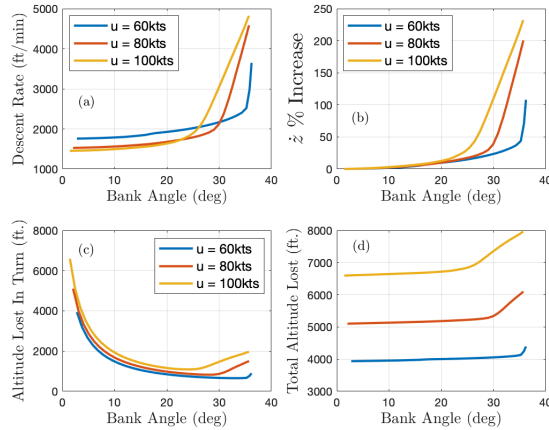 5000
4000
3000
2000
1000
Descent Rate (ft/min)
u = 60kts
u = 80kts
u = 100kts
(a)
0 10 20 30 40
Bank Angle (deg)
250
200
150
100
50
0
ż % Increase
u = 60kts
u = 80kts
u = 100kts
(b)
0 10 20 30 40
Bank Angle (deg)
8000
6000
4000
2000
0
Altitude Lost In Turn (ft.)
(c)
u = 60kts
u = 80kts
u = 100kts
0 10 20 30 40
Bank Angle (deg)
8000
7000
6000
5000
4000
3000
Total Altitude Lost (ft.)
(d)
0 10 20 30 40
Bank Angle (deg)